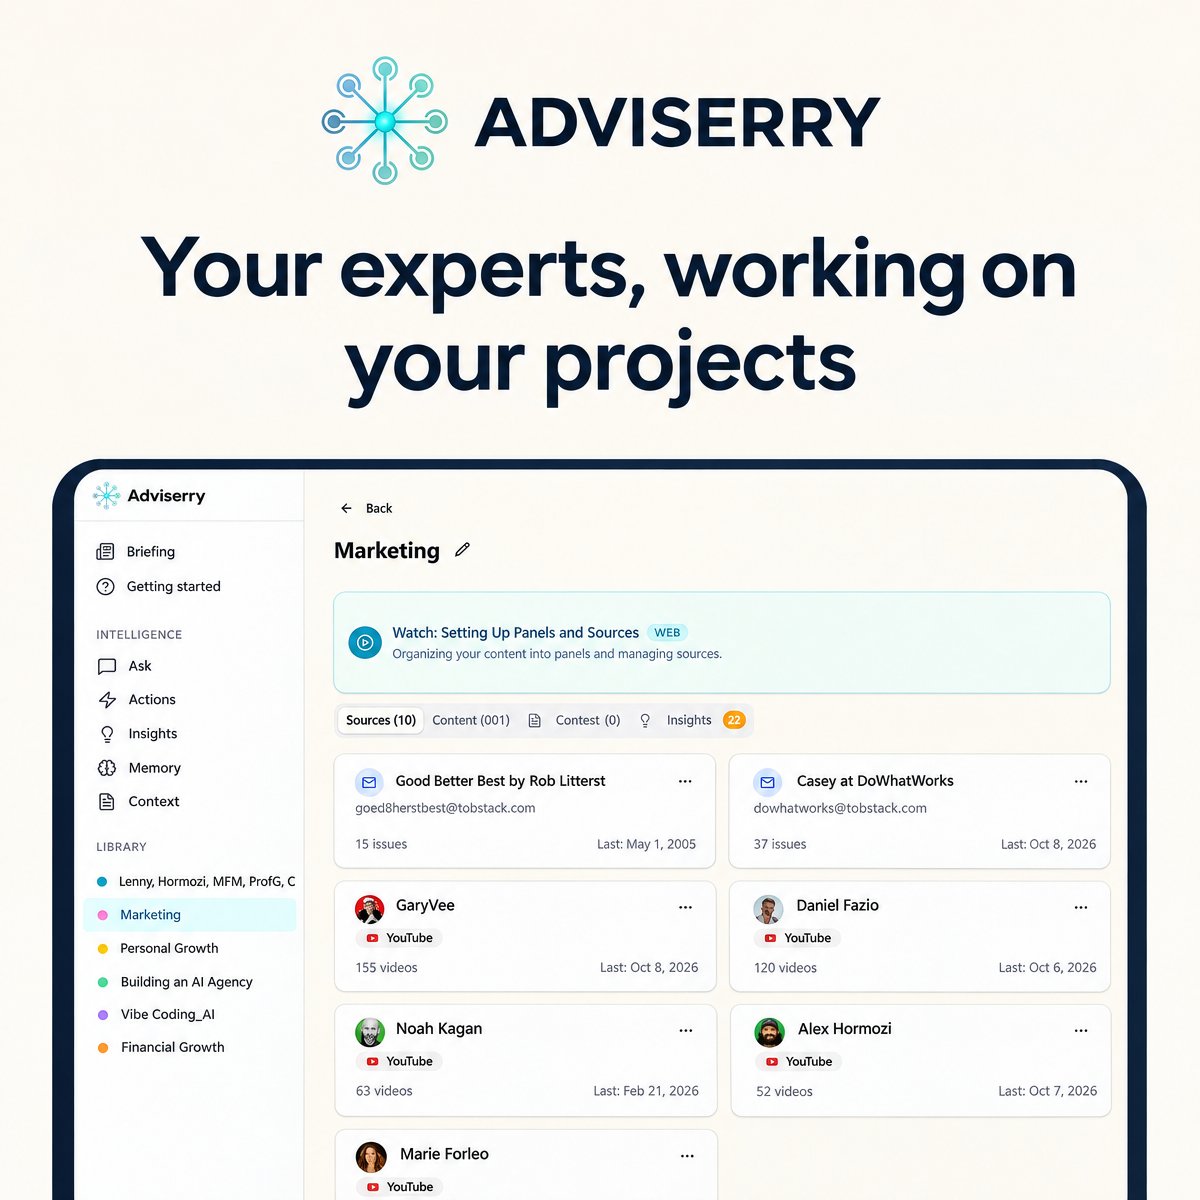 ADVISERRY
Your experts, working on
your projects
Adviserry
Briefing
Getting started
INTELLIGENCE
Ask
Actions
Insights
Memory
Context
LIBRARY
Lenny, Hormozi, MFM, ProfG, C
Marketing
Personal Growth
Building an AI Agency
Vibe Coding_AI
Financial Growth
Back
Marketing
Watch: Setting Up Panels and Sources WEB
Organizing your content into panels and managing sources.
Sources (10) Content (001) Contest (0) Insights 22
Good Better Best by Rob Litterst
goed8herstbest@tobstack.com
15 issues Last: May 1, 2005
Casey at DoWhatWorks
dowhatworks@tobstack.com
37 issues Last: Oct 8, 2026
GaryVee
YouTube
155 videos Last: Oct 8, 2026
Daniel Fazio
YouTube
120 videos Last: Oct 6, 2026
Noah Kagan
YouTube
63 videos Last: Feb 21, 2026
Alex Hormozi
YouTube
52 videos Last: Oct 7, 2026
Marie Forleo
YouTube